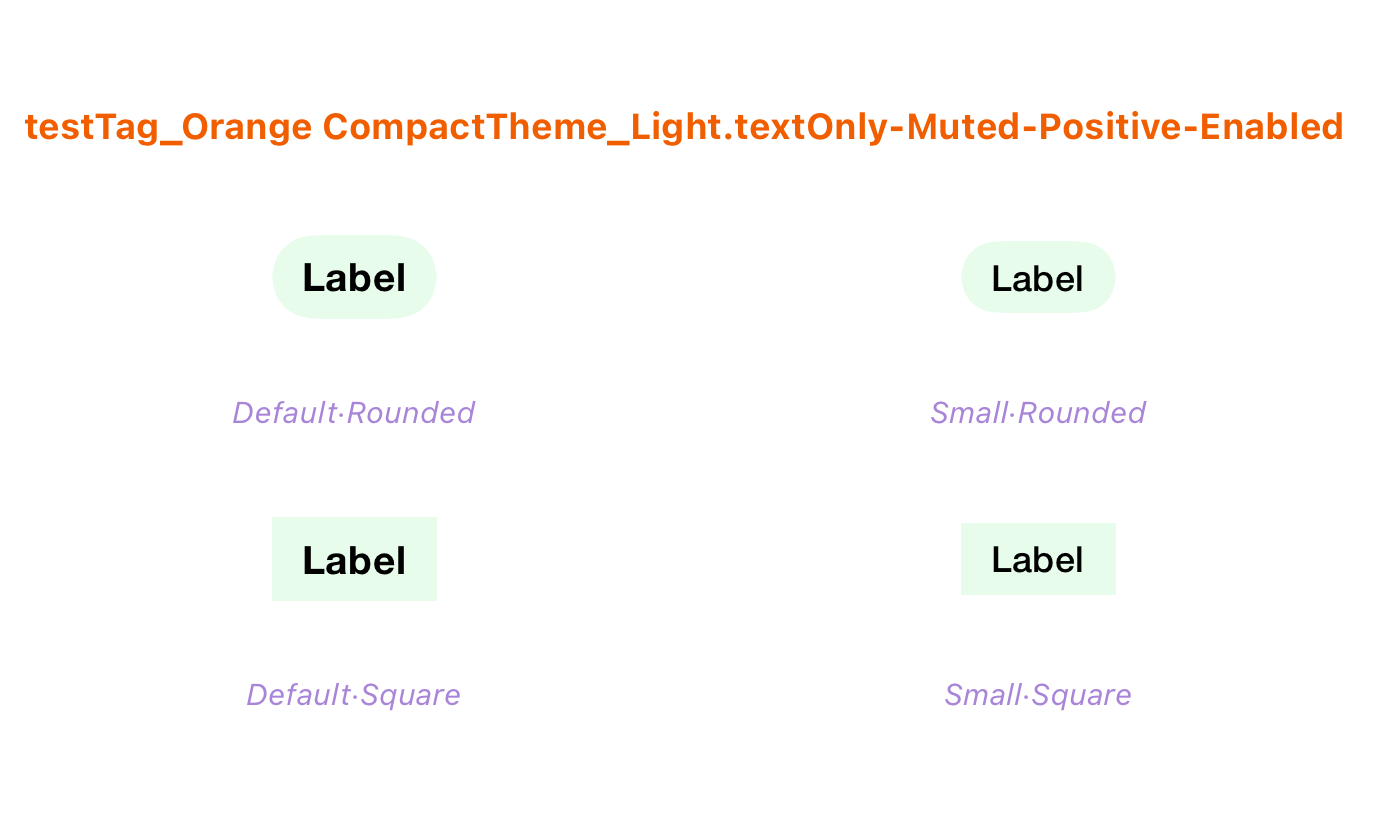 testTag_Orange CompactTheme_Light.textOnly-Muted-Positive-Enabled
Label
Label
Default·Rounded
Small·Rounded
Label
Label
Default·Square
Small·Square